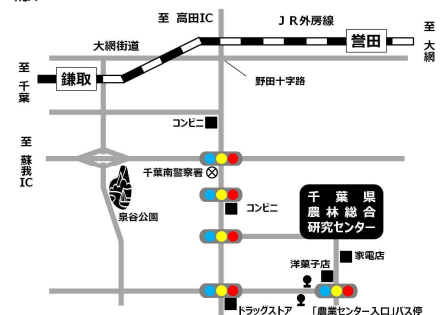 至 高田IC
JR外房線
至 大網
大網街道
誉田
至 千葉
鎌取
野田十字路
コンビニ
至 蘇我IC
千葉南警察署
泉谷公園
コンビニ
千葉県
農林総合
研究センター
家電店
洋菓子店
ドラッグストア
「農業センター入口」バス停